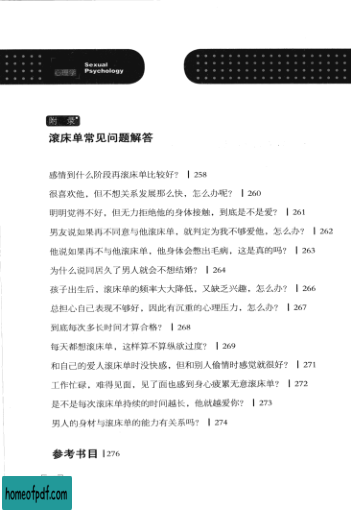 心理学
Sexual
Psychology
附 录
滚床单常见问题解答
感情到什么阶段再滚床单比较好? | 258
很喜欢他，但不想关系发展那么快，怎么办呢? | 260
明明觉得不好，但无力拒绝他的身体接触，到底是不是爱? | 261
男友说如果再不同意与他滚床单，就判定为我不够爱他，怎么办? | 262
他说如果再不与他滚床单，他身体会憋出毛病，这是真的吗? | 263
为什么说同居久了男人就会不想结婚? | 264
孩子出生后，滚床单的频率大大降低，又缺乏兴趣，怎么办? | 266
总担心自己表现不够好，因此有沉重的心理压力，怎么办? | 267
到底每次多长时间才算合格? | 268
每天都想滚床单，这样算不算纵欲过度? | 269
和自己的爱人滚床单时没快感，但和别人偷情时感觉就很好? | 271
工作忙碌，难得见面，见了面也感到身心疲累无意滚床单? | 272
是不是每次滚床单持续的时间越长，他就越爱你? | 273
男人的身材与滚床单的能力有关系吗? | 274
参考书目 | 276
homeofpdf.com